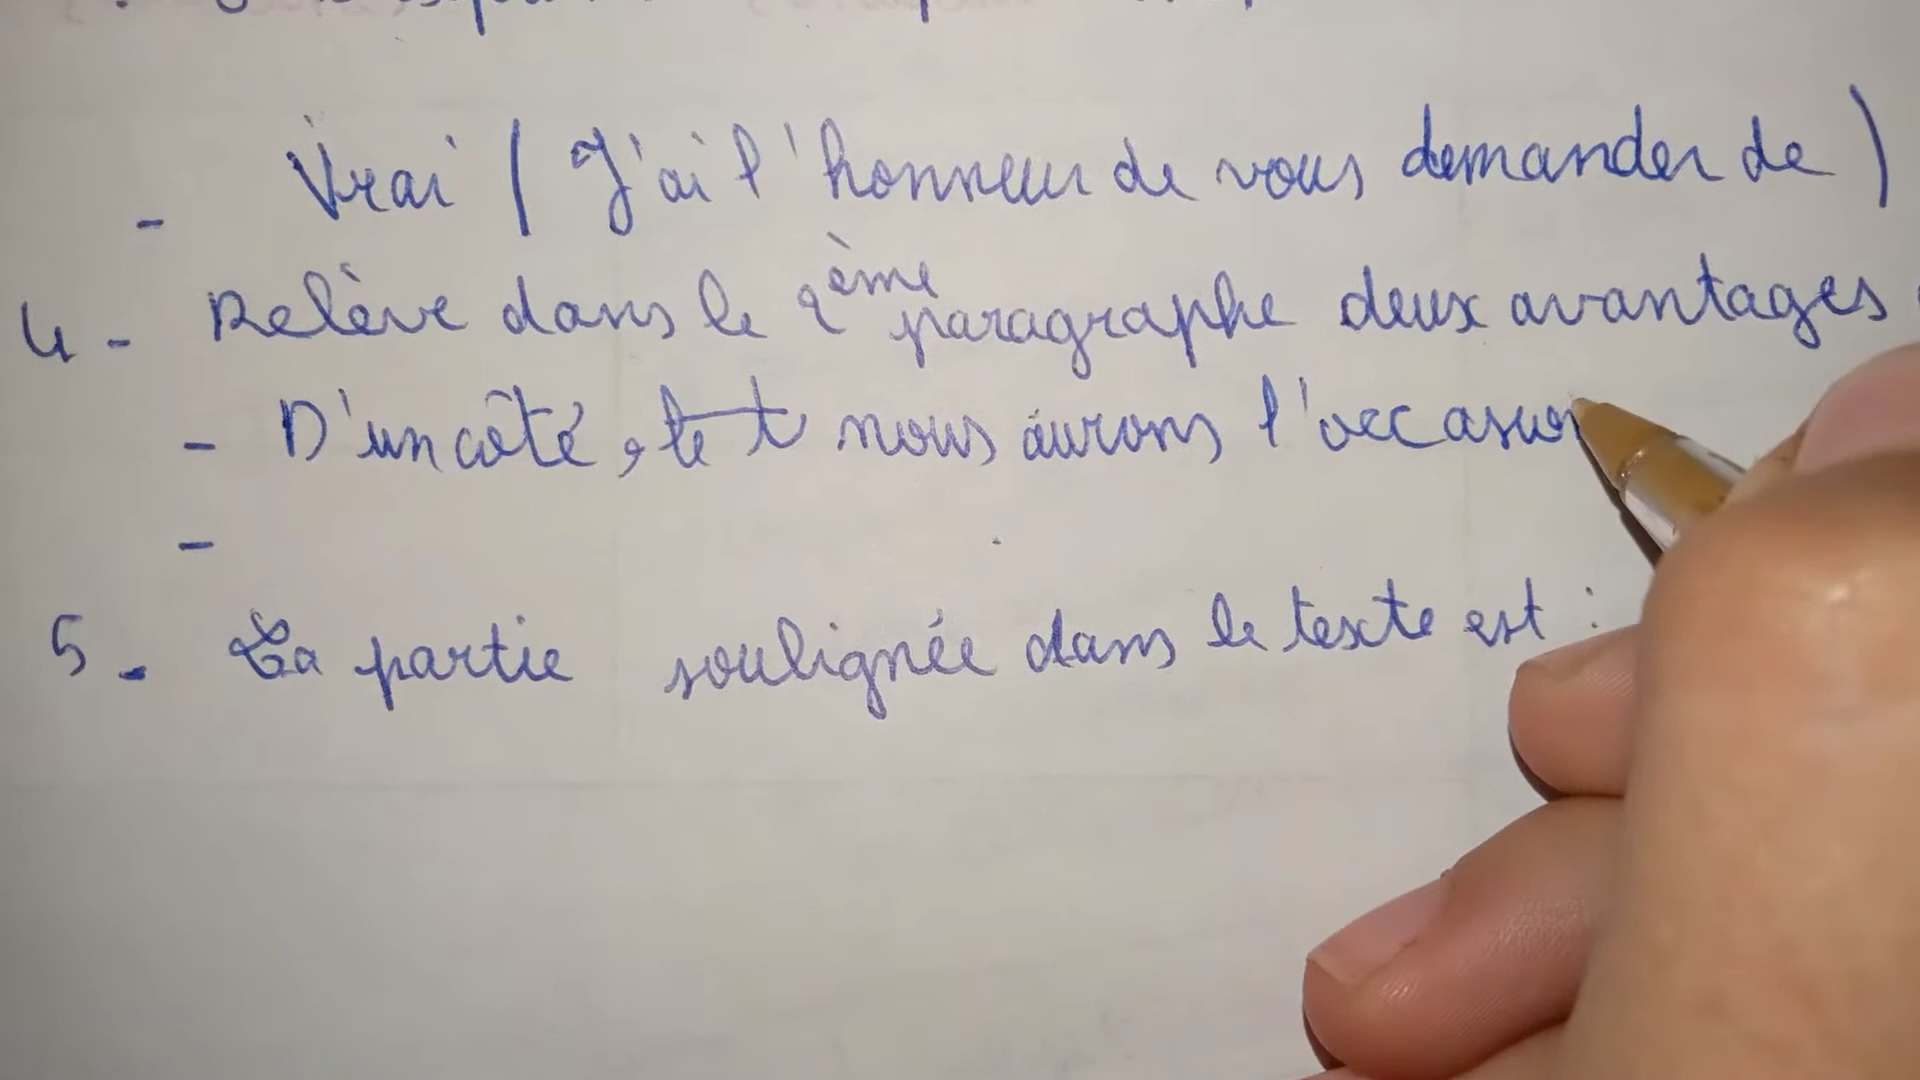 - Vrai ( J'ai l'honneur de vous demander de )
4 - Relève dans le 2ème paragraphe deux avantages
- D'un côté, nous aurons l'occasion
-
5 - La partie soulignée dans le texte est :